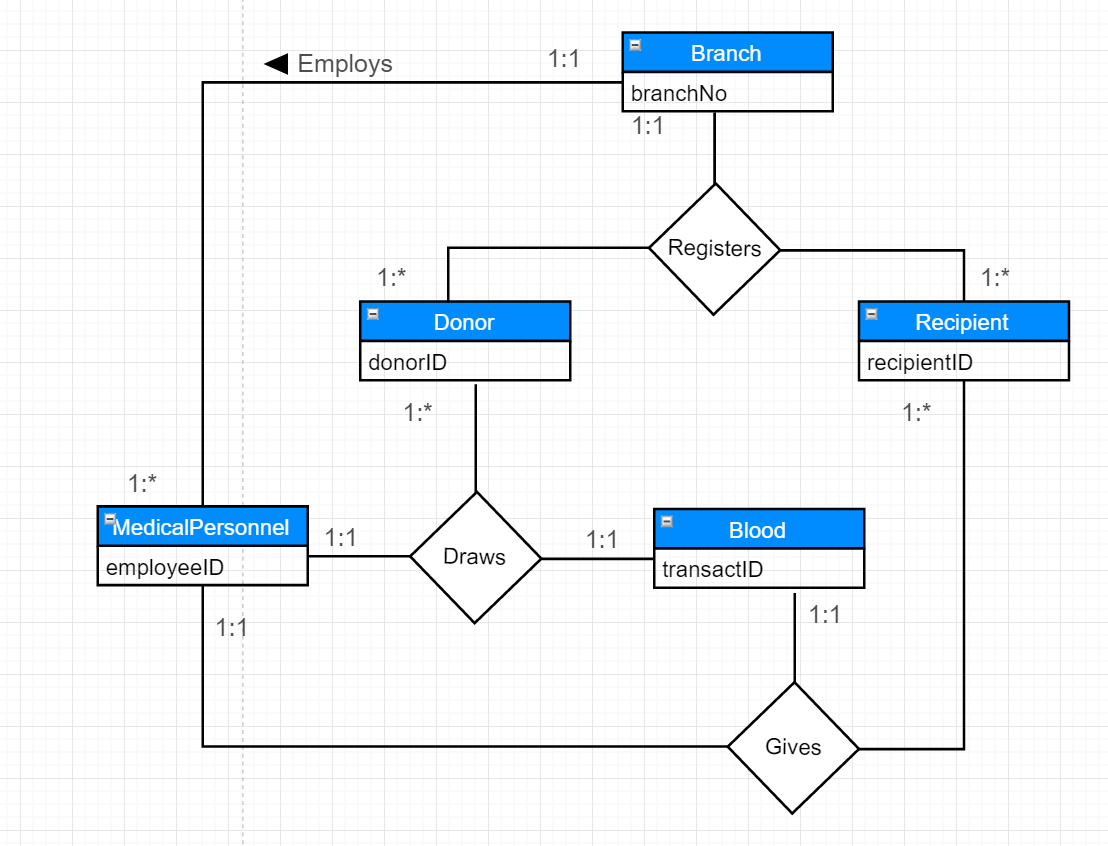 Employs
1:1
Branch
branchNo
1:1
Registers
1:*
1:*
Donor
donorID
Recipient
recipientID
1:*
1:*
1:*
MedicalPersonnel
employeeID
1:1
Draws
1:1
Blood
transactID
1:1
1:1
Gives